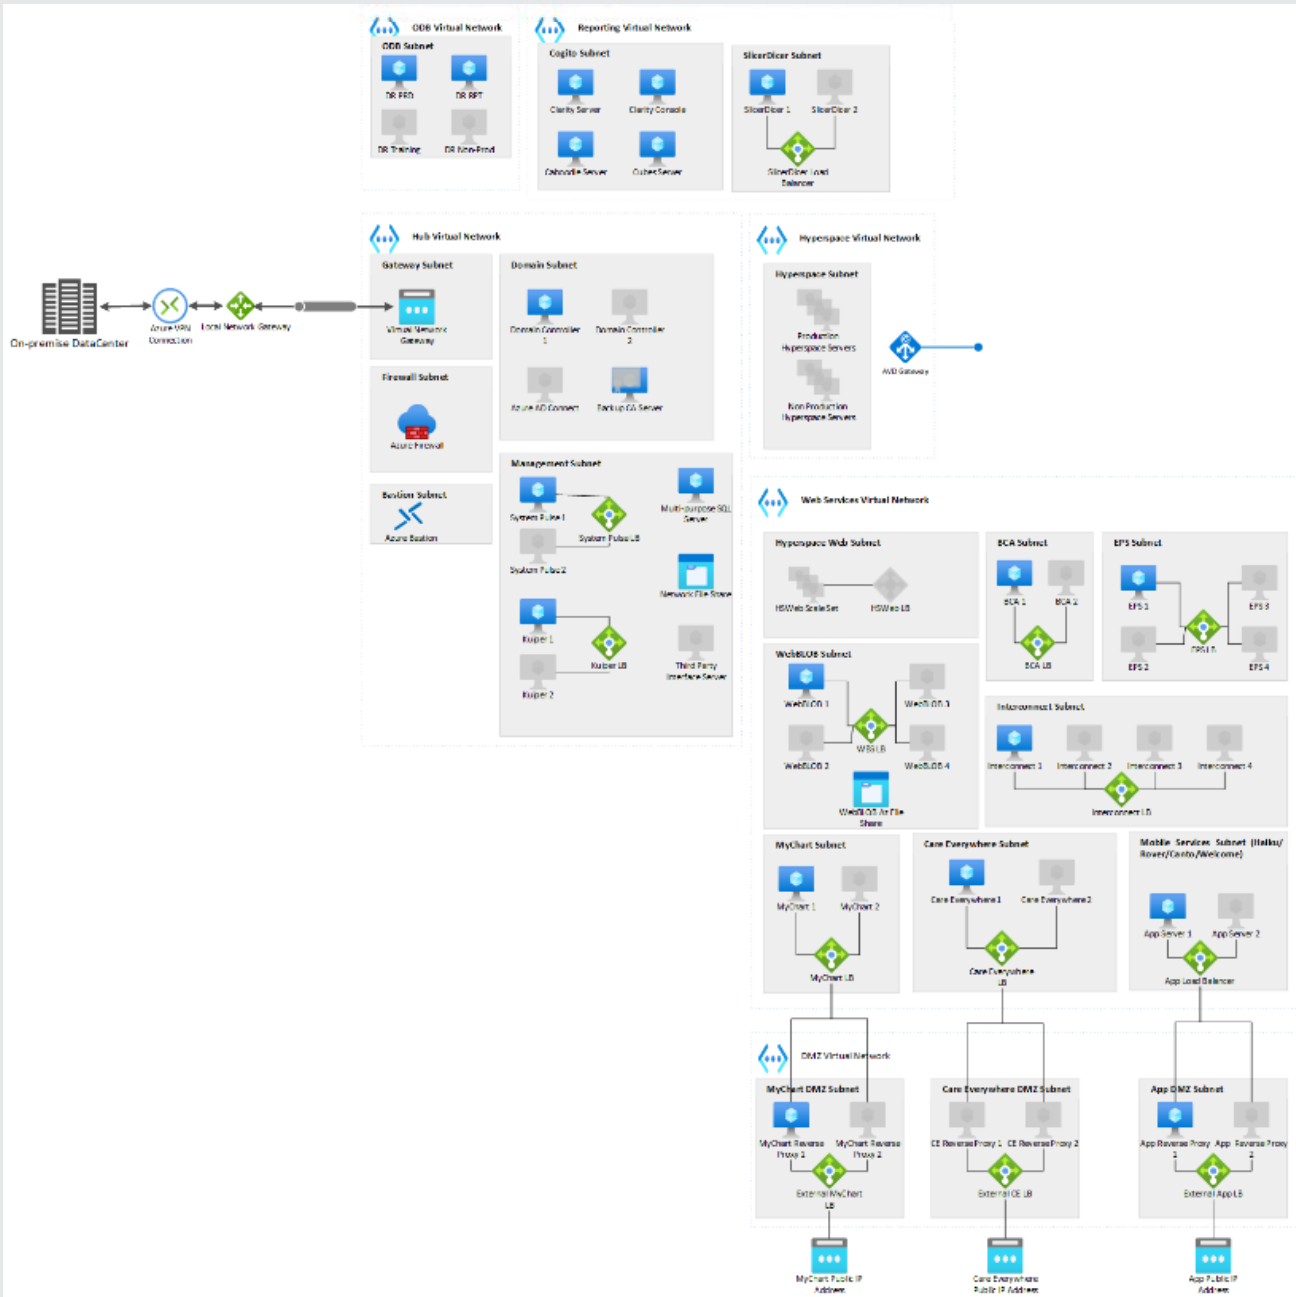 ODB Virtual Network
ODB Subnet
DR PRD
DR RPT
DR Training
DR Non-Prod
Reporting Virtual Network
Cogito Subnet
Clarity Server
Clarity Console
Caboodle Server
Cubes Server
SlicerDicer Subnet
SlicerDicer 1
SlicerDicer 2
SlicerDicer Load
Balancer
On-premise DataCenter
Azure VPN
Connection
Local Network Gateway
Hub Virtual Network
Gateway Subnet
Virtual Network
Gateway
Firewall Subnet
Azure Firewall
Bastion Subnet
Azure Bastion
Domain Subnet
Domain Controller
1
Domain Controller
2
Azure AD Connect
Backup CA Server
Management Subnet
System Pulse 1
System Pulse LB
System Pulse 2
Multi-purpose SQL
Server
Network File Share
Kuiper 1
Kuiper LB
Kuiper 2
Third Party
Interface Server
Hyperspace Virtual Network
Hyperspace Subnet
Production
Hyperspace Servers
Non Production
Hyperspace Servers
AVD Gateway
Web Services Virtual Network
Hyperspace Web Subnet
HSWeb Scale Set
HSWeb LB
BCA Subnet
BCA 1
BCA 2
BCA LB
EPS Subnet
EPS 1
EPS 3
EPS LB
EPS 2
EPS 4
WebBLOB Subnet
WebBLOB 1
WebBLOB 3
WBS LB
WebBLOB 2
WebBLOB 4
WebBLOB Az File
Share
Interconnect Subnet
Interconnect 1
Interconnect 2
Interconnect 3
Interconnect 4
Interconnect LB
MyChart Subnet
MyChart 1
MyChart 2
MyChart LB
Care Everywhere Subnet
Care Everywhere 1
Care Everywhere 2
Care Everywhere
LB
Mobile Services Subnet (Haiku/
Rover/Canto/Welcome)
App Server 1
App Server 2
App Load Balancer
DMZ Virtual Network
MyChart DMZ Subnet
MyChart Reverse
Proxy 1
MyChart Reverse
Proxy 2
External MyChart
LB
Care Everywhere DMZ Subnet
CE Reverse Proxy 1
CE Reverse Proxy 2
External CE LB
App DMZ Subnet
App Reverse Proxy
1
App Reverse Proxy
2
External App LB
MyChart Public IP
Address
Care Everywhere
Public IP Address
App Public IP
Address